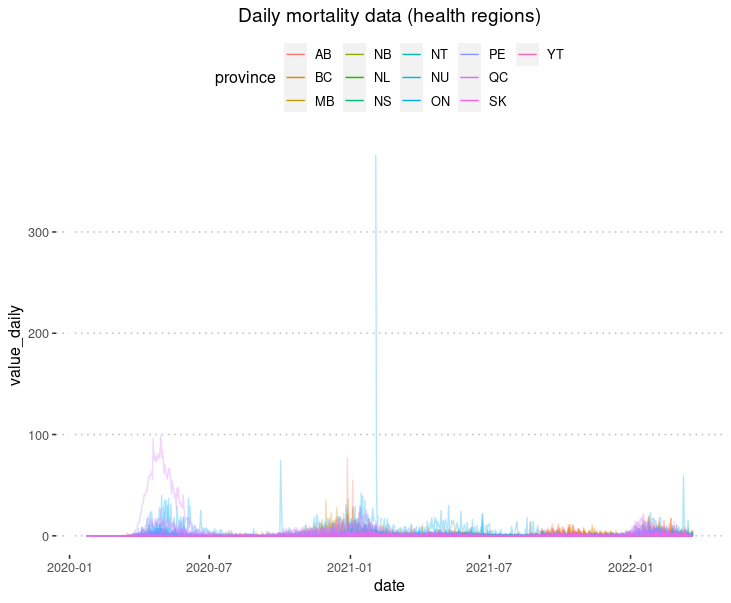 Daily mortality data (health regions)
province
AB NB NT PE YT
BC NL NU QC
MB NS ON SK
value_daily
300
200
100
0
2020-01 2020-07 2021-01 2021-07 2022-01
date